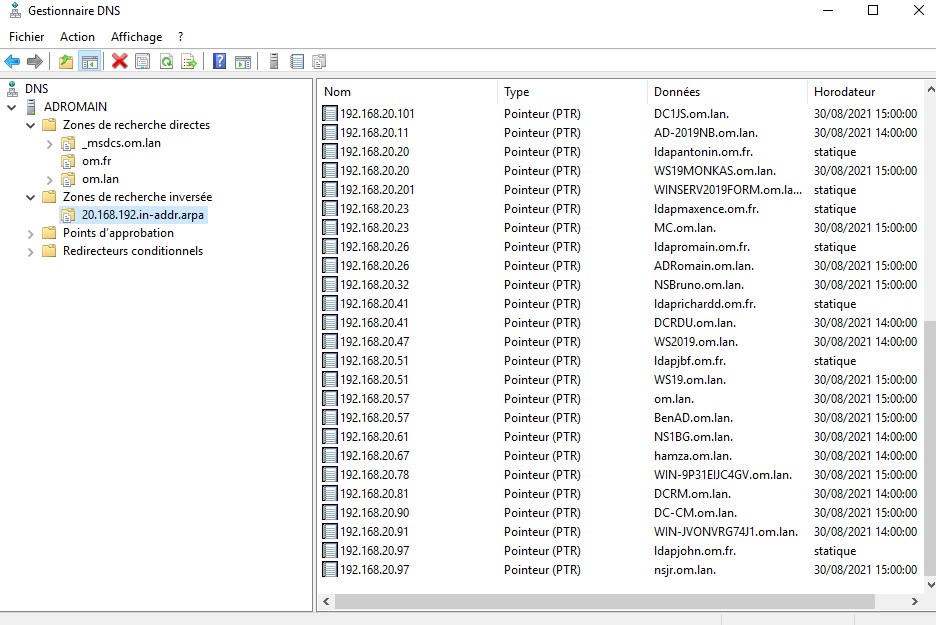 Gestionnaire DNS
Fichier Action Affichage ?
DNS
ADROMAIN
Zones de recherche directes
_msdcs.om.lan
om.fr
om.lan
Zones de recherche inversée
20.168.192.in-addr.arpa
Points d'approbation
Redirecteurs conditionnels
Nom Type Données Horodateur
192.168.20.101 Pointeur (PTR) DC1JS.om.lan. 30/08/2021 15:00:00
192.168.20.11 Pointeur (PTR) AD-2019NB.om.lan. 30/08/2021 14:00:00
192.168.20.20 Pointeur (PTR) ldapantonin.om.fr. statique
192.168.20.20 Pointeur (PTR) WS19MONKAS.om.lan. 30/08/2021 15:00:00
192.168.20.201 Pointeur (PTR) WINSERV2019FORM.om.la... statique
192.168.20.23 Pointeur (PTR) ldapmaxence.om.fr. statique
192.168.20.23 Pointeur (PTR) MC.om.lan. 30/08/2021 15:00:00
192.168.20.26 Pointeur (PTR) ldapromain.om.fr. statique
192.168.20.26 Pointeur (PTR) ADRomain.om.lan. 30/08/2021 15:00:00
192.168.20.32 Pointeur (PTR) NSBruno.om.lan. 30/08/2021 15:00:00
192.168.20.41 Pointeur (PTR) ldaprichardd.om.fr. statique
192.168.20.41 Pointeur (PTR) DCRDU.om.lan. 30/08/2021 14:00:00
192.168.20.47 Pointeur (PTR) WS2019.om.lan. 30/08/2021 14:00:00
192.168.20.51 Pointeur (PTR) ldapjbf.om.fr. statique
192.168.20.51 Pointeur (PTR) WS19.om.lan. 30/08/2021 15:00:00
192.168.20.57 Pointeur (PTR) om.lan. 30/08/2021 15:00:00
192.168.20.57 Pointeur (PTR) BenAD.om.lan. 30/08/2021 15:00:00
192.168.20.61 Pointeur (PTR) NS1BG.om.lan. 30/08/2021 14:00:00
192.168.20.67 Pointeur (PTR) hamza.om.lan. 30/08/2021 14:00:00
192.168.20.78 Pointeur (PTR) WIN-9P31EIJC4GV.om.lan. 30/08/2021 15:00:00
192.168.20.81 Pointeur (PTR) DCRM.om.lan. 30/08/2021 14:00:00
192.168.20.90 Pointeur (PTR) DC-CM.om.lan. 30/08/2021 15:00:00
192.168.20.91 Pointeur (PTR) WIN-JVONVRG74J1.om.lan. 30/08/2021 14:00:00
192.168.20.97 Pointeur (PTR) ldapjohn.om.fr. statique
192.168.20.97 Pointeur (PTR) nsjr.om.lan. 30/08/2021 15:00:00